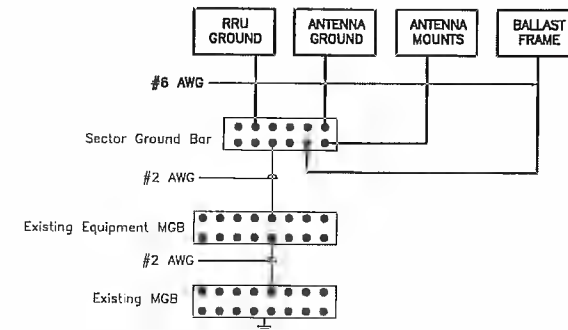 RRU GROUND
ANTENNA GROUND
ANTENNA MOUNTS
BALLAST FRAME
#6 AWG
Sector Ground Bar
#2 AWG
Existing Equipment MGB
#2 AWG
Existing MGB